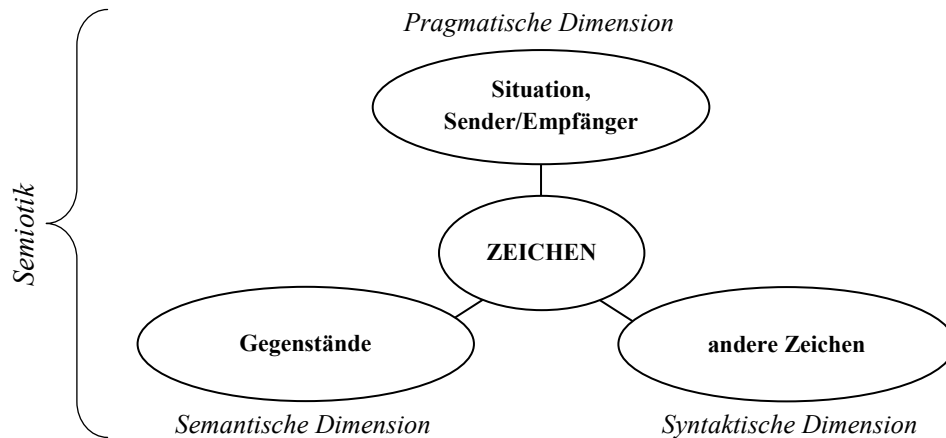 Pragmatische Dimension
Situation,
Sender/Empfänger
Semiotik
ZEICHEN
Gegenstände
andere Zeichen
Semantische Dimension
Syntaktische Dimension